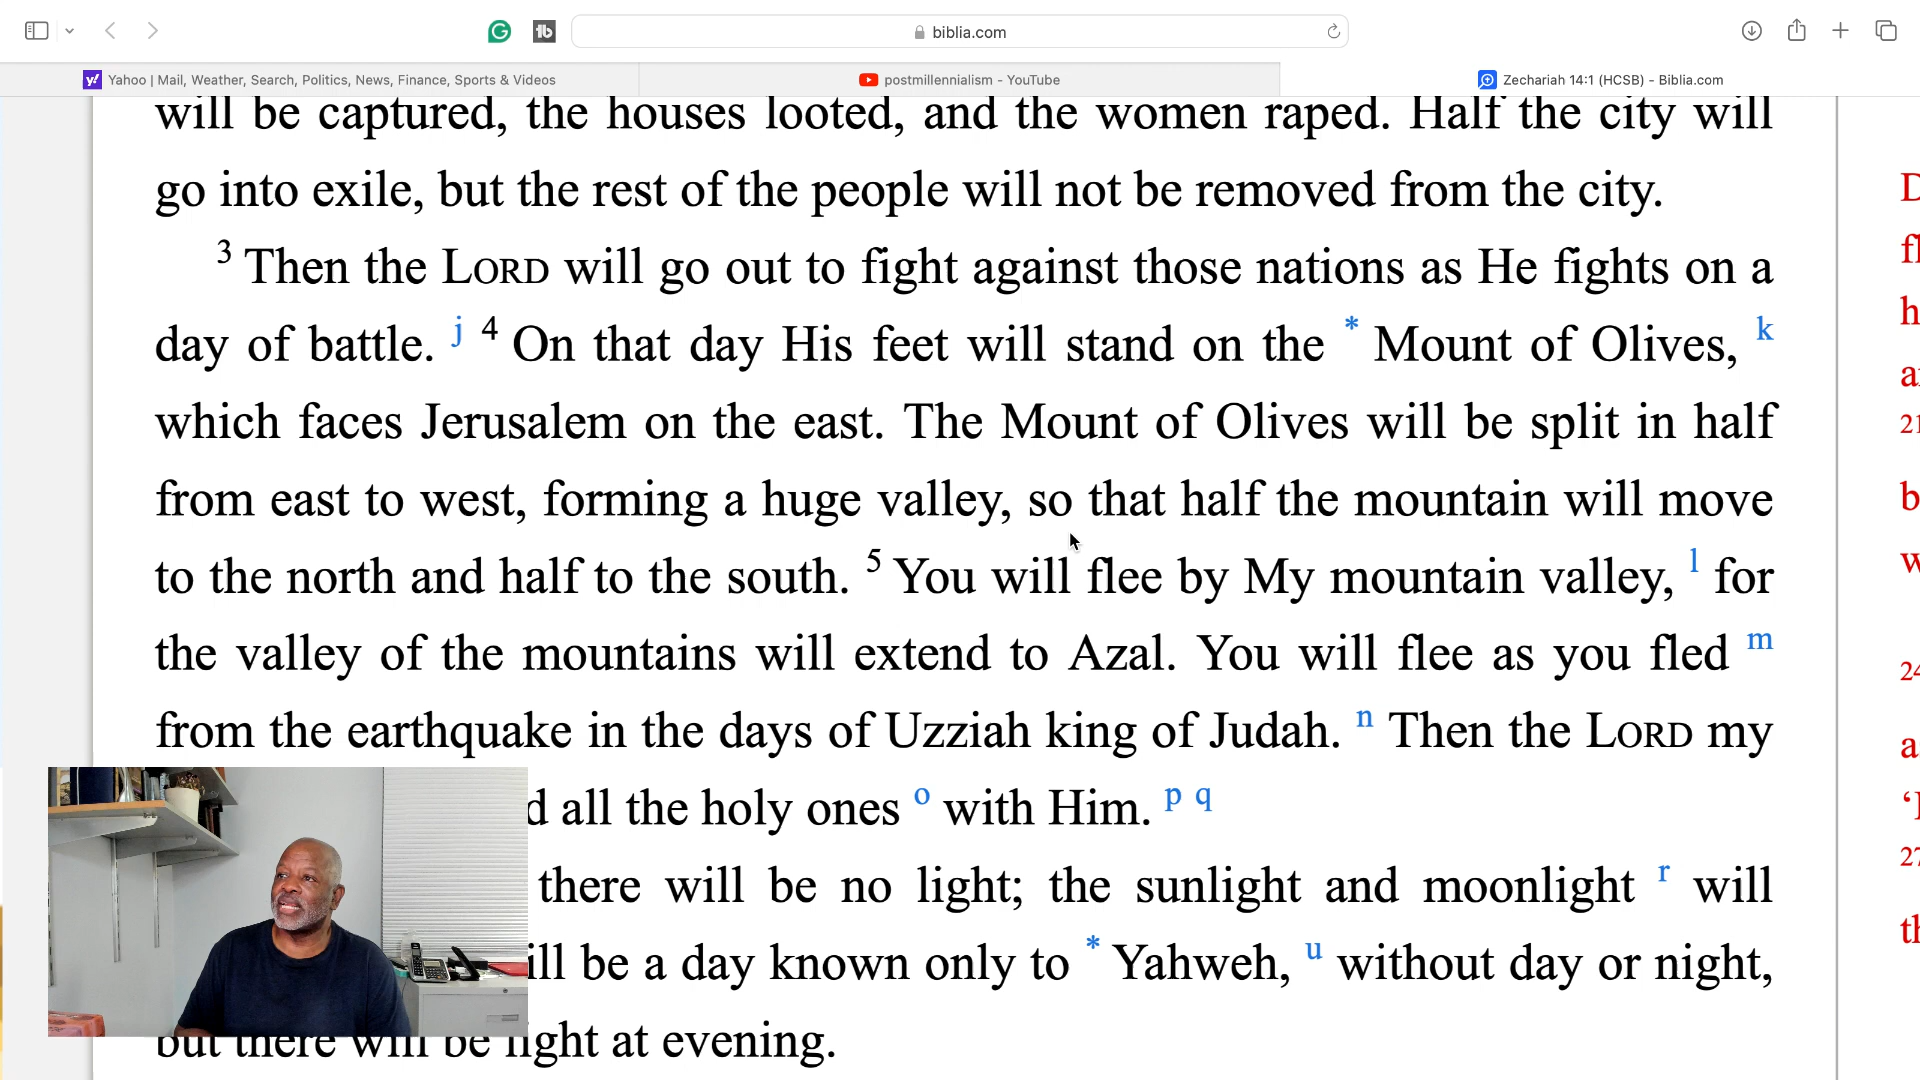 biblia.com
Yahoo | Mail, Weather, Search, Politics, News, Finance, Sports & Videos
postmillennialism - YouTube
Zechariah 14:1 (HCSB) - Biblia.com
will be captured, the houses looted, and the women raped. Half the city will
go into exile, but the rest of the people will not be removed from the city.
3 Then the LORD will go out to fight against those nations as He fights on a
day of battle. j 4 On that day His feet will stand on the * Mount of Olives, k
which faces Jerusalem on the east. The Mount of Olives will be split in half
from east to west, forming a huge valley, so that half the mountain will move
to the north and half to the south. 5 You will flee by My mountain valley, l for
the valley of the mountains will extend to Azal. You will flee as you fled m
from the earthquake in the days of Uzziah king of Judah. n Then the LORD my
d all the holy ones o with Him. p q
there will be no light; the sunlight and moonlight r will
ill be a day known only to * Yahweh, u without day or night,
but there will be light at evening.